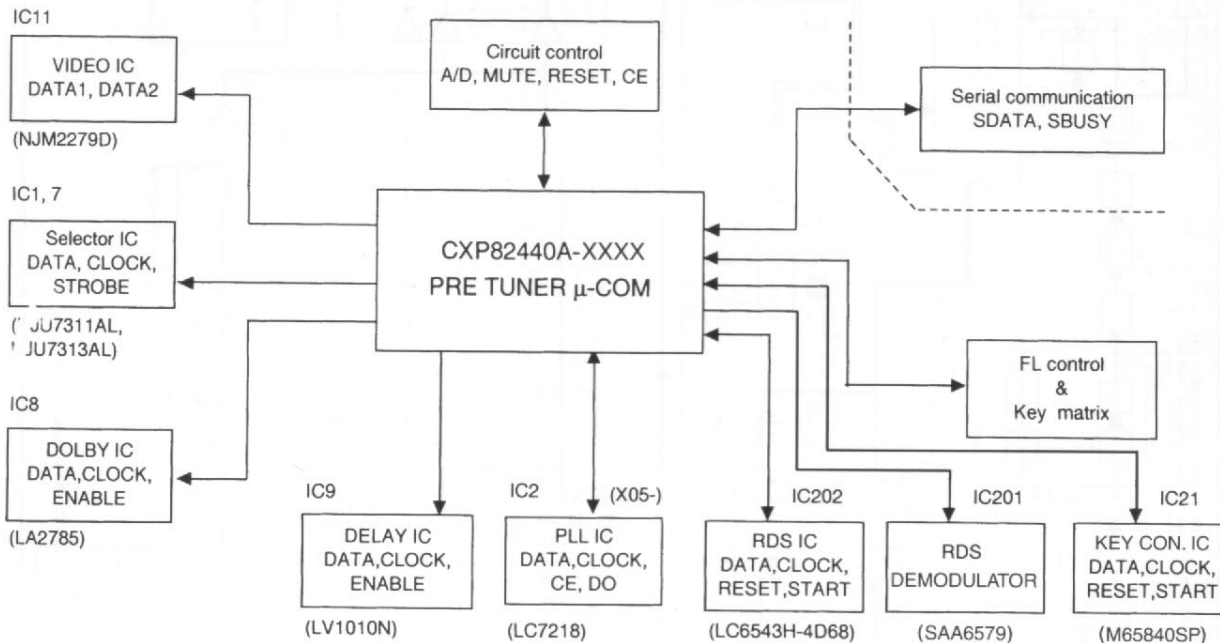 IC11
VIDEO IC
DATA1, DATA2
(NJM2279D)
Circuit control
A/D, MUTE, RESET, CE
Serial communication
SDATA, SBUSY
IC1, 7
Selector IC
DATA, CLOCK,
STROBE
JU7311AL,
JU7313AL)
CXP82440A-XXXX
PRE TUNER μ-COM
FL control
&
Key matrix
IC8
DOLBY IC
DATA,CLOCK,
ENABLE
(LA2785)
IC9
DELAY IC
DATA,CLOCK,
ENABLE
(LV1010N)
IC2
(X05-)
PLL IC
DATA,CLOCK,
CE, DO
(LC7218)
IC202
RDS IC
DATA,CLOCK,
RESET,START
(LC6543H-4D68)
IC201
RDS
DEMODULATOR
(SAA6579)
IC21
KEY CON. IC
DATA,CLOCK,
RESET,START
(M65840SP)